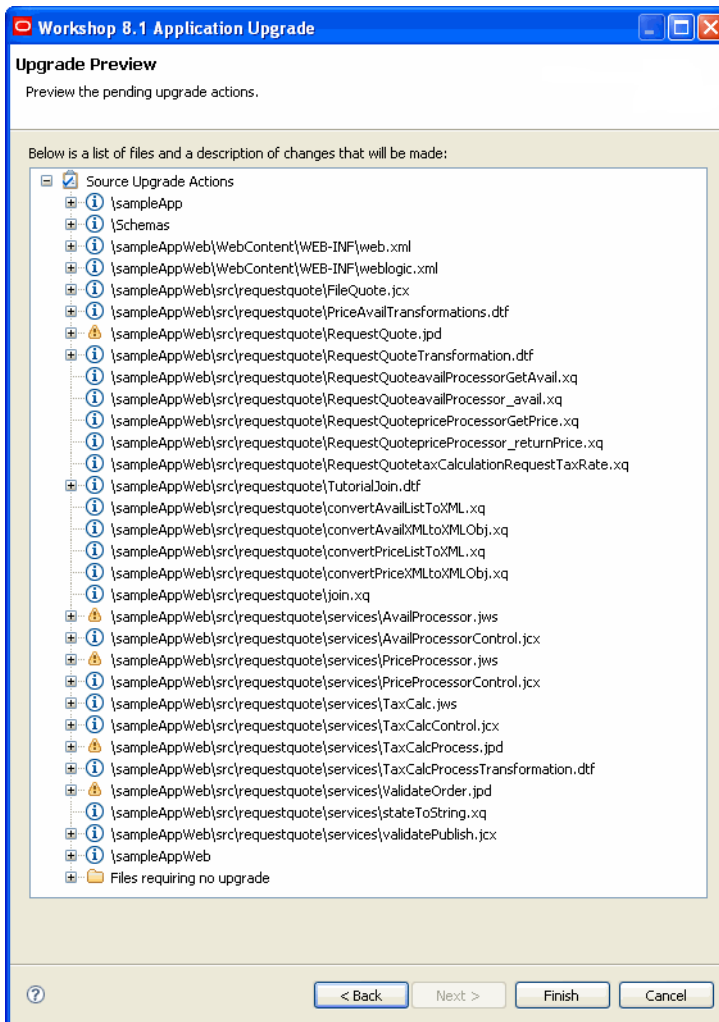 Workshop 8.1 Application Upgrade
Upgrade Preview
Preview the pending upgrade actions.
Below is a list of files and a description of changes that will be made:
Source Upgrade Actions
\sampleApp
\Schemas
\sampleAppWeb\WebContent\WEB-INF\web.xml
\sampleAppWeb\WebContent\WEB-INF\weblogic.xml
\sampleAppWeb\src\requestquote\FileQuote.jcx
\sampleAppWeb\src\requestquote\PriceAvailTransformations.dtf
\sampleAppWeb\src\requestquote\RequestQuote.jpd
\sampleAppWeb\src\requestquote\RequestQuoteTransformation.dtf
\sampleAppWeb\src\requestquote\RequestQuoteavailProcessorGetAvail.xq
\sampleAppWeb\src\requestquote\RequestQuoteavailProcessor_avail.xq
\sampleAppWeb\src\requestquote\RequestQuotepriceProcessorGetPrice.xq
\sampleAppWeb\src\requestquote\RequestQuotepriceProcessor_returnPrice.xq
\sampleAppWeb\src\requestquote\RequestQuotetaxCalculationRequestTaxRate.xq
\sampleAppWeb\src\requestquote\TutorialJoin.dtf
\sampleAppWeb\src\requestquote\convertAvailListToXML.xq
\sampleAppWeb\src\requestquote\convertAvailXMLtoXMLObj.xq
\sampleAppWeb\src\requestquote\convertPriceListToXML.xq
\sampleAppWeb\src\requestquote\convertPriceXMLtoXMLObj.xq
\sampleAppWeb\src\requestquote\join.xq
\sampleAppWeb\src\requestquote\services\AvailProcessor.jws
\sampleAppWeb\src\requestquote\services\AvailProcessorControl.jcx
\sampleAppWeb\src\requestquote\services\PriceProcessor.jws
\sampleAppWeb\src\requestquote\services\PriceProcessorControl.jcx
\sampleAppWeb\src\requestquote\services\TaxCalc.jws
\sampleAppWeb\src\requestquote\services\TaxCalcControl.jcx
\sampleAppWeb\src\requestquote\services\TaxCalcProcess.jpd
\sampleAppWeb\src\requestquote\services\TaxCalcProcessTransformation.dtf
\sampleAppWeb\src\requestquote\services\ValidateOrder.jpd
\sampleAppWeb\src\requestquote\services\stateToString.xq
\sampleAppWeb\src\requestquote\services\validatePublish.jcx
\sampleAppWeb
Files requiring no upgrade
< Back Next > Finish Cancel